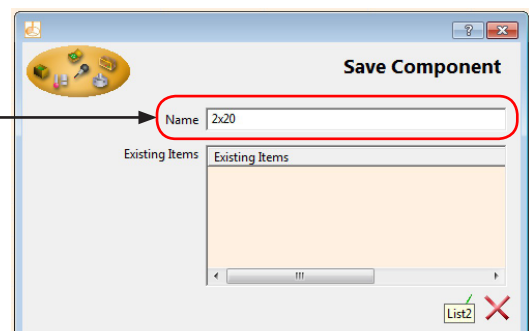 ?
Save Component
Name 2x20
Existing Items Existing Items
List2